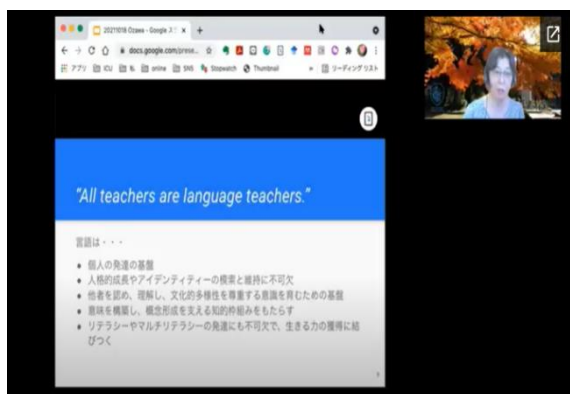 20211018 Ozawa - Google スラ
docs.google.com/prese...
アプリ ICU online SNS Stopwatch Thumbnail » リーディングリスト
"All teachers are language teachers."
言語は・・・
• 個人の発達の基盤
• 人格的成長やアイデンティティーの模索と維持に不可欠
• 他者を認め、理解し、文化的多様性を尊重する意識を育むための基盤
• 意味を構築し、概念形成を支える知的枠組みをもたらす
• リテラシーやマルチリテラシーの発達にも不可欠で、生きる力の獲得に結
びつく